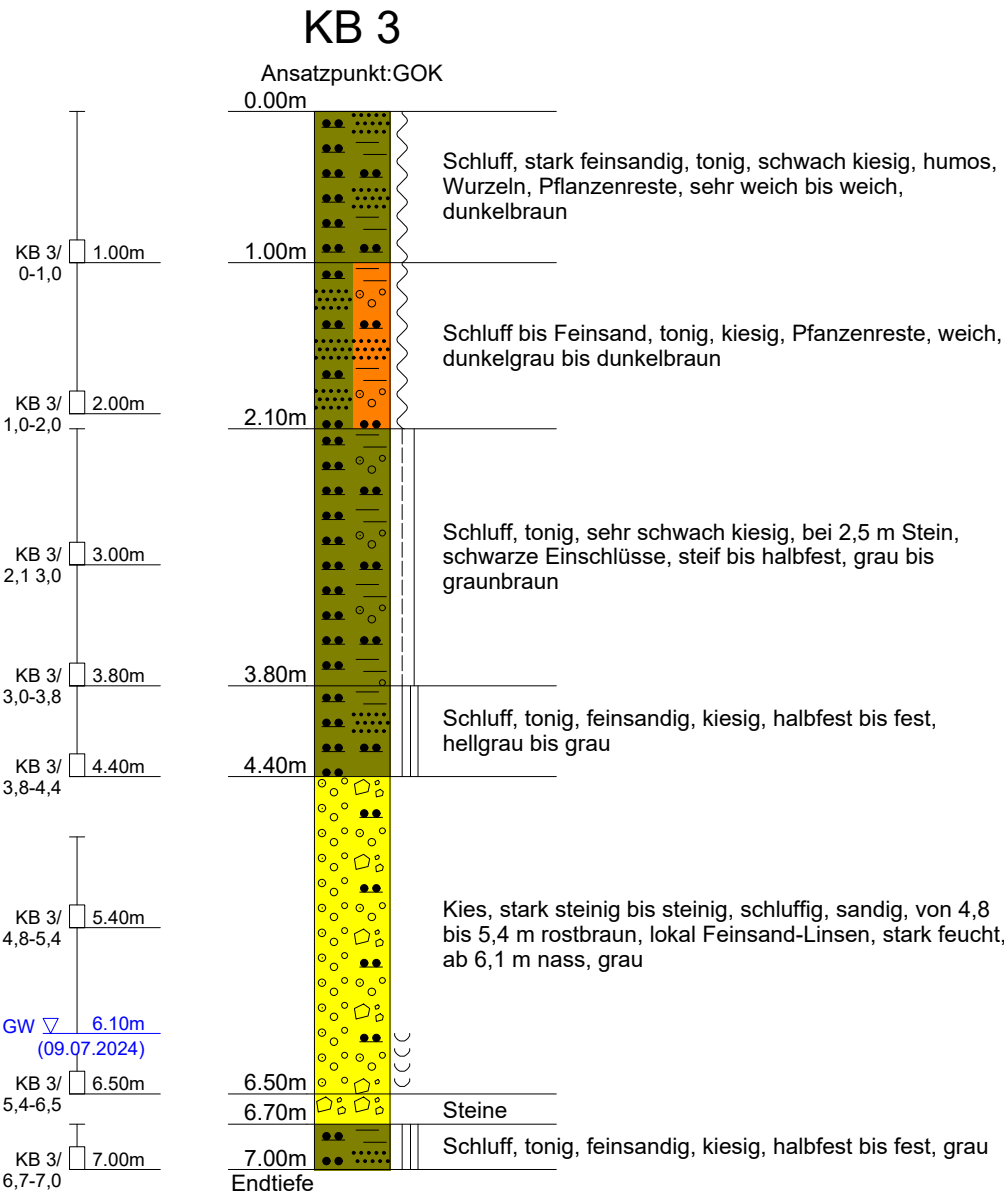 KB 3
Ansatzpunkt:GOK
0.00m
Schluff, stark feinsandig, tonig, schwach kiesig, humos,
Wurzeln, Pflanzenreste, sehr weich bis weich,
dunkelbraun
KB 3/ 1.00m
0-1,0
1.00m
Schluff bis Feinsand, tonig, kiesig, Pfanzenreste, weich,
dunkelgrau bis dunkelbraun
KB 3/ 2.00m
1,0-2,0
2.10m
Schluff, tonig, sehr schwach kiesig, bei 2,5 m Stein,
schwarze Einschlüsse, steif bis halbfest, grau bis
graunbraun
KB 3/ 3.00m
2,1 3,0
KB 3/ 3.80m
3,0-3,8
3.80m
Schluff, tonig, feinsandig, kiesig, halbfest bis fest,
hellgrau bis grau
KB 3/ 4.40m
3,8-4,4
4.40m
Kies, stark steinig bis steinig, schluffig, sandig, von 4,8
bis 5,4 m rostbraun, lokal Feinsand-Linsen, stark feucht,
ab 6,1 m nass, grau
KB 3/ 5.40m
4,8-5,4
GW 6.10m
(09.07.2024)
KB 3/ 6.50m
5,4-6,5
6.50m
6.70m
Steine
Schluff, tonig, feinsandig, kiesig, halbfest bis fest, grau
KB 3/ 7.00m
6,7-7,0
7.00m
Endtiefe